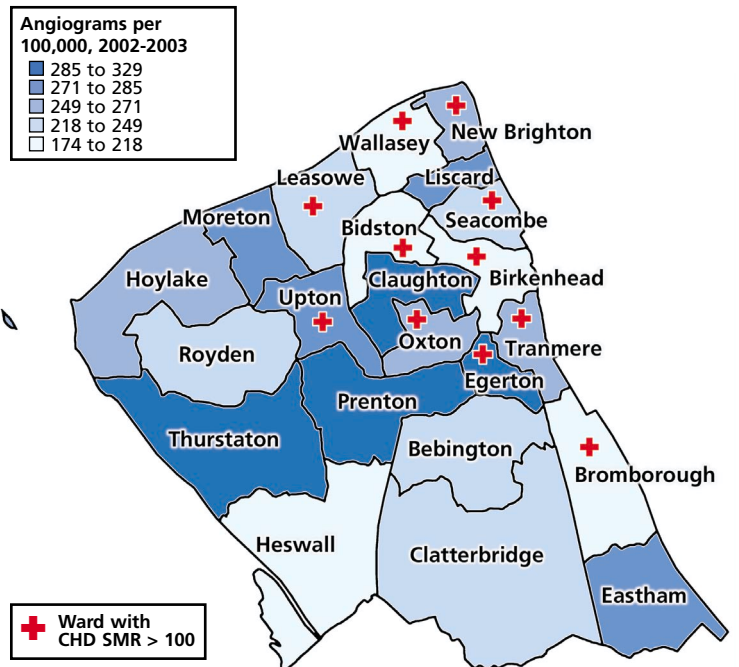 Angiograms per
100,000, 2002-2003
285 to 329
271 to 285
249 to 271
218 to 249
174 to 218
New Brighton
Wallasey
Liscard
Leasowe
Seacombe
Moreton
Bidston
Hoylake
Claughton
Birkenhead
Upton
Oxton
Tranmere
Royden
Egerton
Prenton
Thurstaton
Bebington
Bromborough
Heswall
Clatterbridge
Eastham
Ward with
CHD SMR > 100